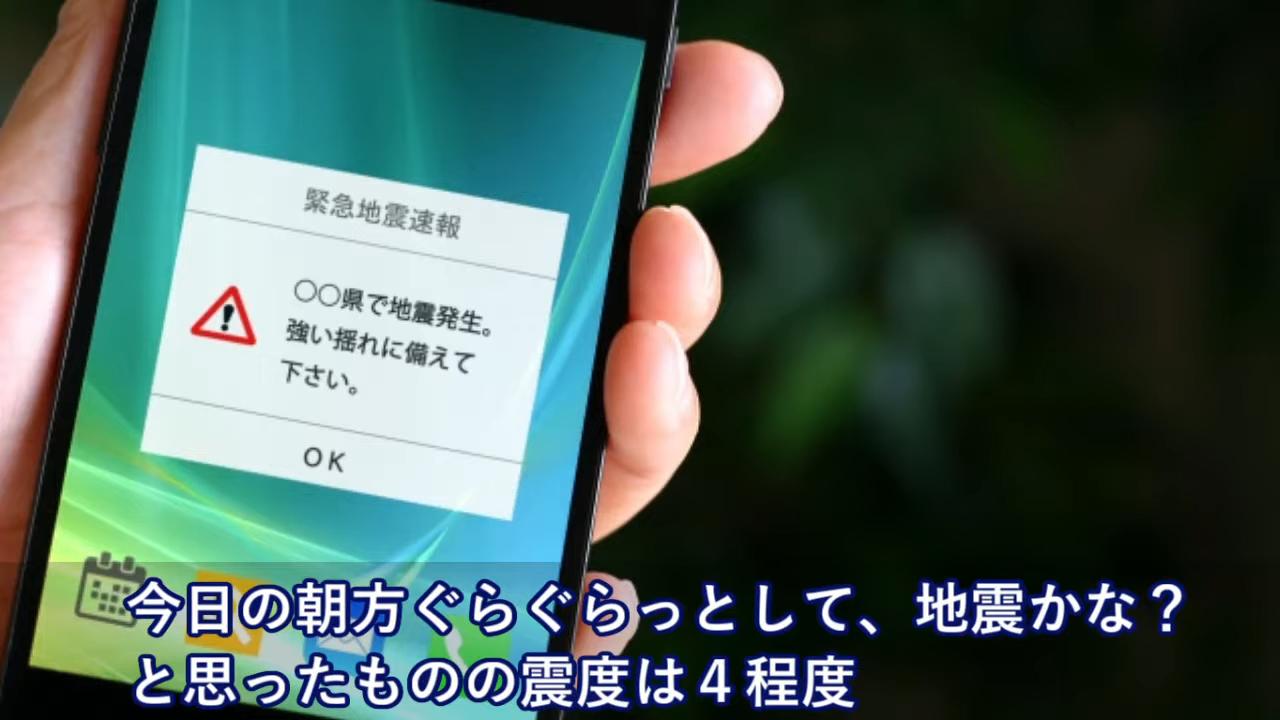 緊急地震速報
○○県で地震発生。
強い揺れに備えて
下さい。
OK
今日の朝方ぐらぐらっとして、地震かな？
と思ったものの震度は４程度